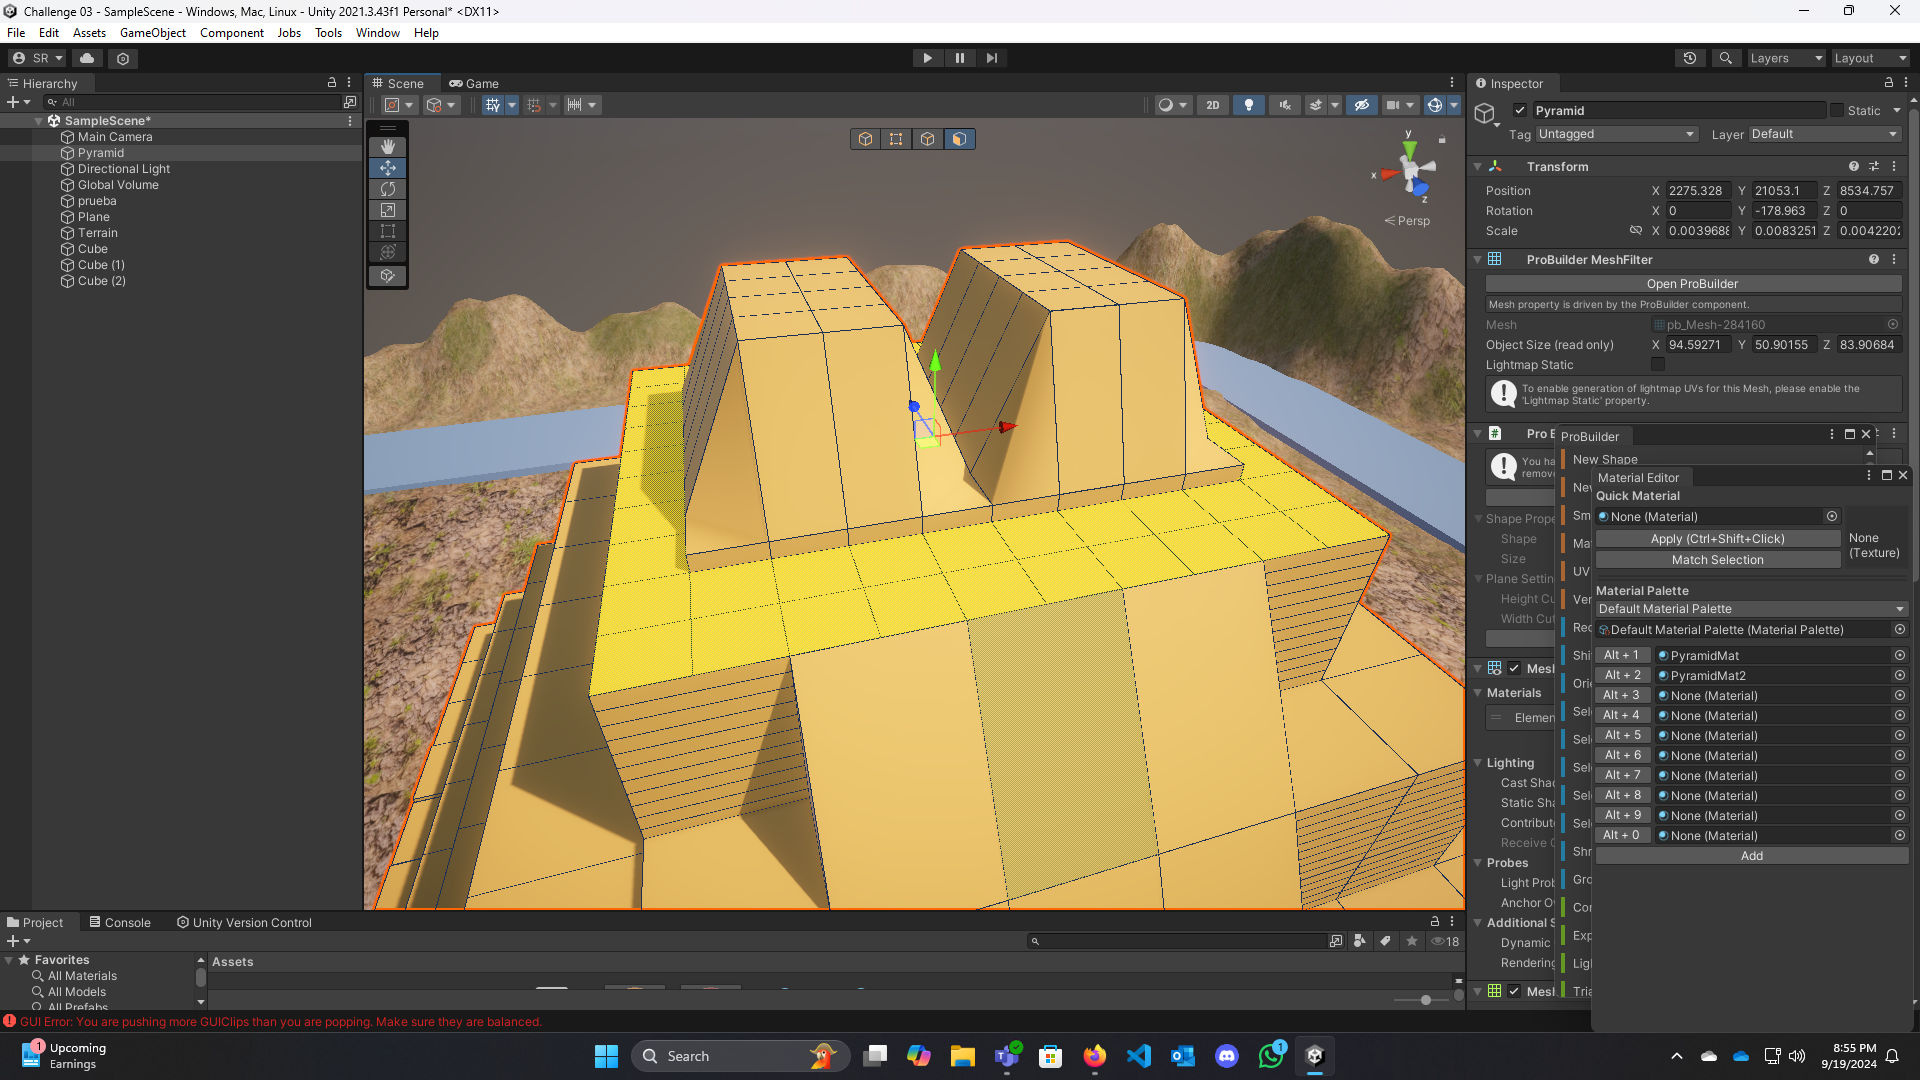 Challenge 03 - SampleScene - Windows, Mac, Linux - Unity 2021.3.43f1 Personal* <DX11>
File Edit Assets GameObject Component Jobs Tools Window Help
SR
Layers Layout
Hierarchy
All
SampleScene*
Main Camera
Pyramid
Directional Light
Global Volume
prueba
Plane
Terrain
Cube
Cube (1)
Cube (2)
Scene Game
2D
y
x
z
Persp
Inspector
Pyramid Static
Tag Untagged Layer Default
Transform
Position X 2275.328 Y 21053.1 Z 8534.757
Rotation X 0 Y -178.963 Z 0
Scale X 0.0039688 Y 0.0083251 Z 0.0042202
ProBuilder MeshFilter
Open ProBuilder
Mesh property is driven by the ProBuilder component.
Mesh pb_Mesh-284160
Object Size (read only) X 94.59271 Y 50.90155 Z 83.90684
Lightmap Static
To enable generation of lightmap UVs for this Mesh, please enable the
'Lightmap Static' property.
Pro B
You ha
remove
Shape Prope
Shape
Size
Plane Settin
Height Cu
Width Cut
Mesh
Materials
Elemen
Lighting
Cast Shad
Static Sha
Contribut
Receive G
Probes
Light Prob
Anchor Ov
Additional S
Dynamic
Rendering
Mesh
ProBuilder
New Shape
Nev
Sm
Mat
UV
Ver
Rec
Shi
Orie
Sel
Sel
Sel
Sel
Sel
Shr
Gro
Cor
Exp
Lig
Tria
Material Editor
Quick Material
None (Material)
Apply (Ctrl+Shift+Click)
Match Selection
None
(Texture)
Material Palette
Default Material Palette
Default Material Palette (Material Palette)
Alt + 1 PyramidMat
Alt + 2 PyramidMat2
Alt + 3 None (Material)
Alt + 4 None (Material)
Alt + 5 None (Material)
Alt + 6 None (Material)
Alt + 7 None (Material)
Alt + 8 None (Material)
Alt + 9 None (Material)
Alt + 0 None (Material)
Add
Project Console Unity Version Control
18
Favorites
All Materials
All Models
All Prefabs
Assets
GUI Error: You are pushing more GUIClips than you are popping. Make sure they are balanced.
1
Upcoming
Earnings
Search
1
8:55 PM
9/19/2024